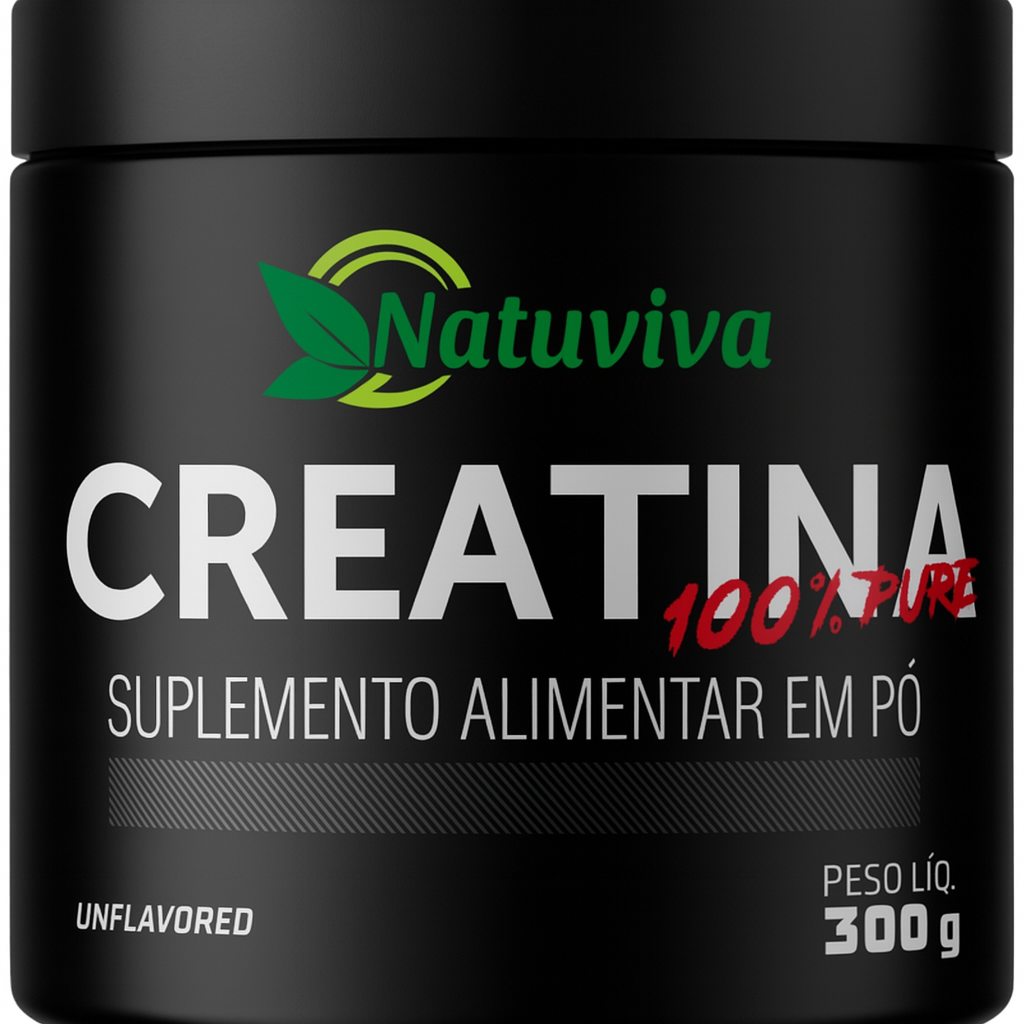 Natuviva
CREATINA
100% PURE
SUPLEMENTO ALIMENTAR EM PÓ
UNFLAVORED
PESO LÍQ.
300 g